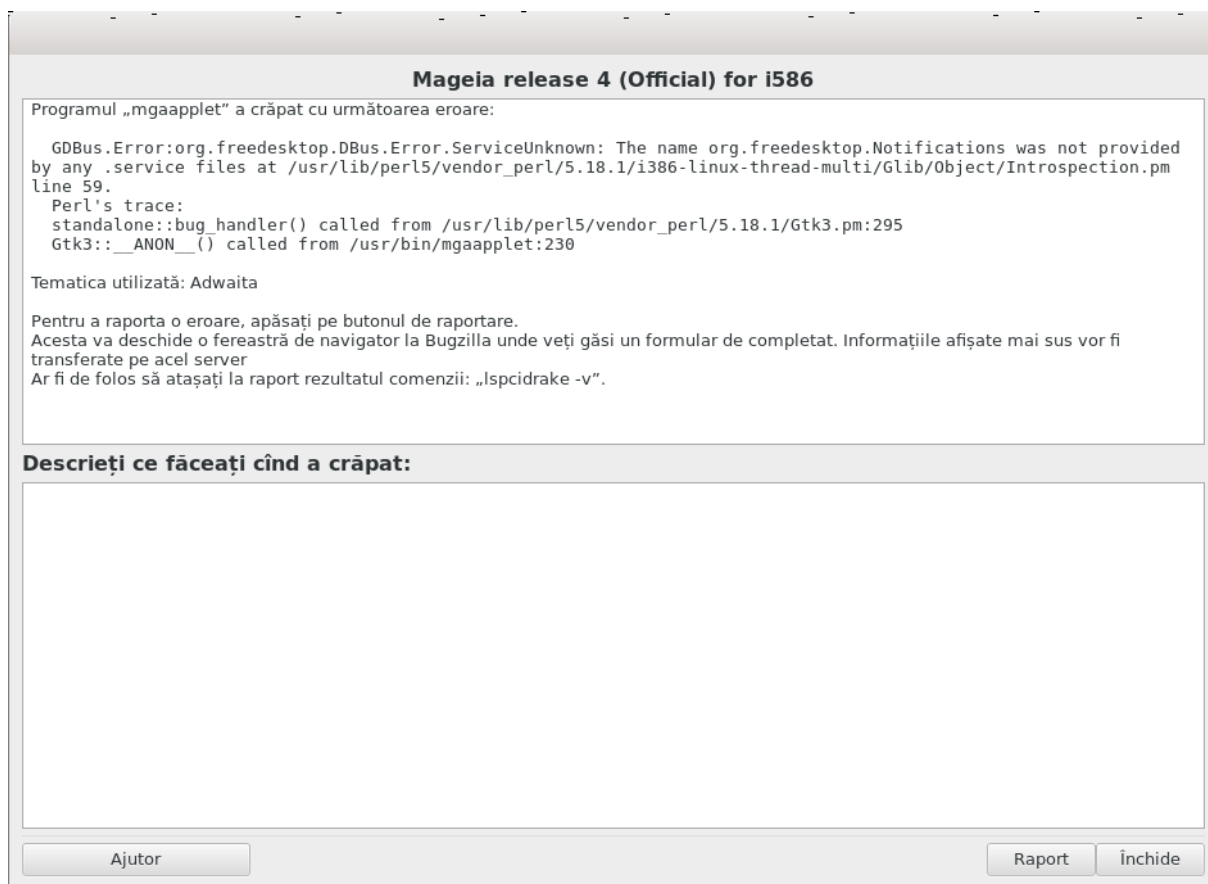 Mageia release 4 (Official) for i586
Programul „mgaapplet” a crăpat cu următoarea eroare:
GDBus.Error:org.freedesktop.DBus.Error.ServiceUnknown: The name org.freedesktop.Notifications was not provided
by any .service files at /usr/lib/perl5/vendor_perl/5.18.1/i386-linux-thread-multi/Glib/Object/Introspection.pm
line 59.
Perl's trace:
standalone::bug_handler() called from /usr/lib/perl5/vendor_perl/5.18.1/Gtk3.pm:295
Gtk3::__ANON__() called from /usr/bin/mgaapplet:230
Tematica utilizată: Adwaita
Pentru a raporta o eroare, apăsați pe butonul de raportare.
Acesta va deschide o fereastră de navigator la Bugzilla unde veți găsi un formular de completat. Informațiile afișate mai sus vor fi
transferate pe acel server
Ar fi de folos să atașați la raport rezultatul comenzii: „lspcidrake -v”.
Descrieți ce făceați cînd a crăpat:
Ajutor
Raport
Închide